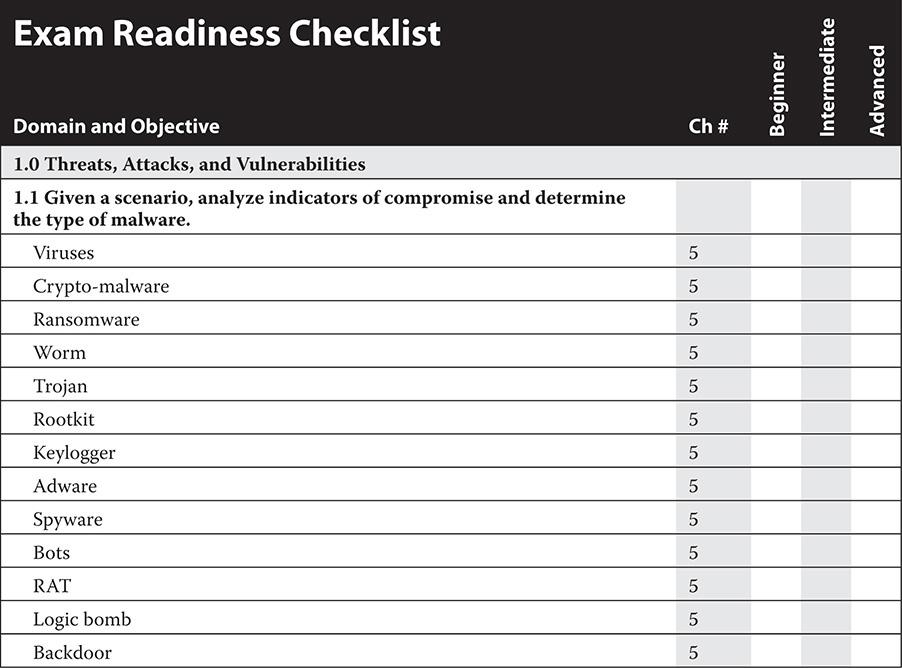 Exam Readiness Checklist
Domain and Objective Ch # Beginner Intermediate Advanced
1.0 Threats, Attacks, and Vulnerabilities
1.1 Given a scenario, analyze indicators of compromise and determine
the type of malware.
Viruses 5
Crypto-malware 5
Ransomware 5
Worm 5
Trojan 5
Rootkit 5
Keylogger 5
Adware 5
Spyware 5
Bots 5
RAT 5
Logic bomb 5
Backdoor 5